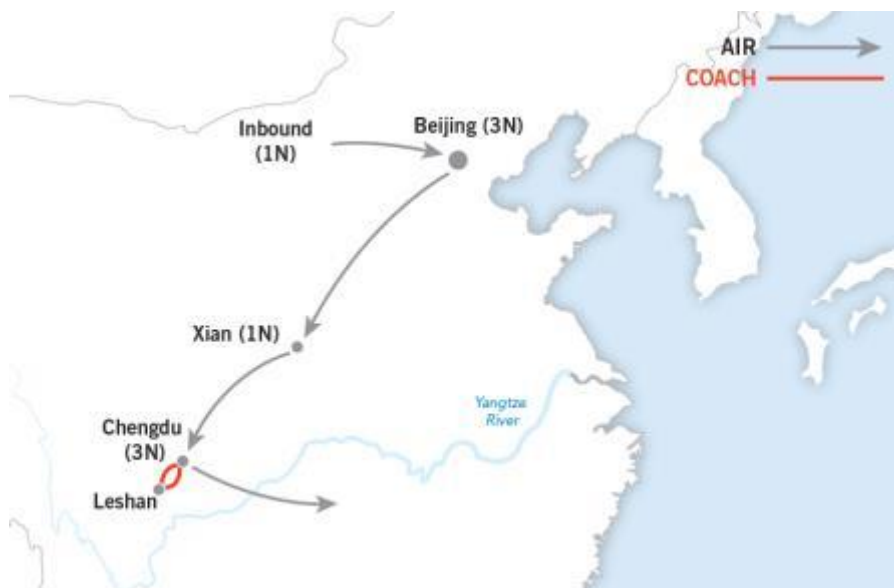 AIR
COACH
Inbound
(1N)
Beijing (3N)
Xian (1N)
Yangtze
River
Chengdu
(3N)
Leshan